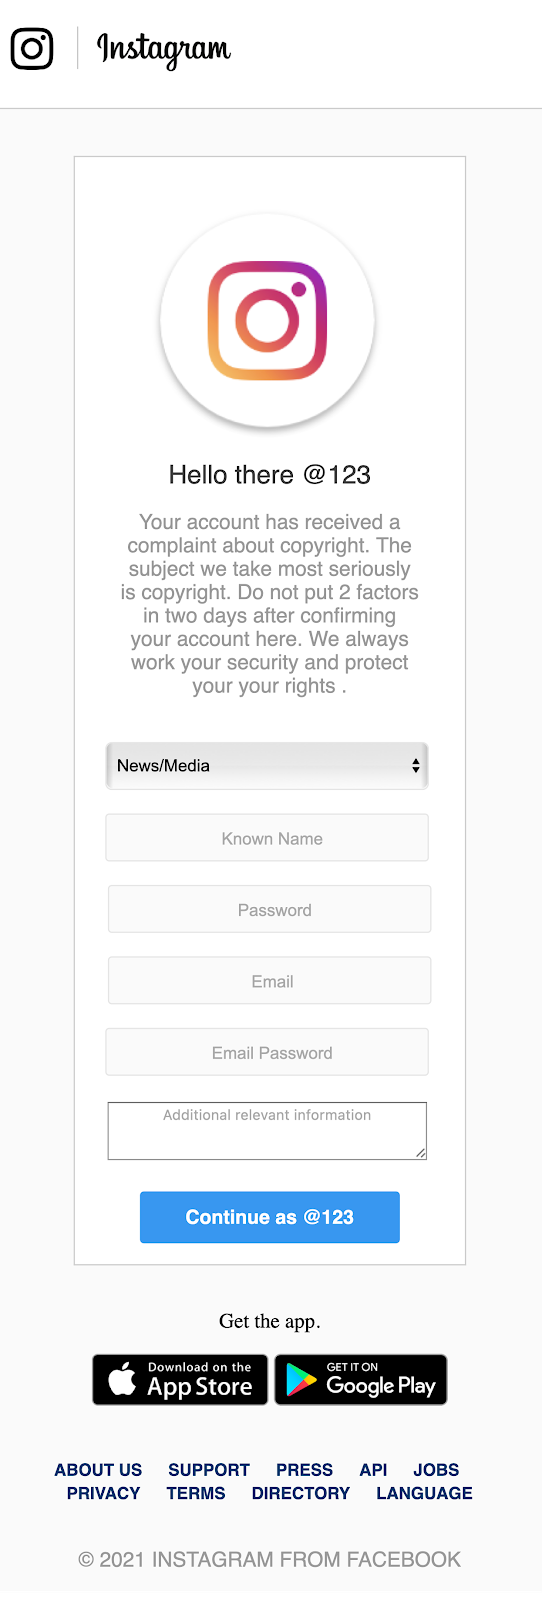 Instagram
Hello there @123
Your account has received a
complaint about copyright. The
subject we take most seriously
is copyright. Do not put 2 factors
in two days after confirming
your account here. We always
work your security and protect
your your rights .
News/Media
Known Name
Password
Email
Email Password
Additional relevant information
Continue as @123
Get the app.
Download on the
App Store
GET IT ON
Google Play
ABOUT US SUPPORT PRESS API JOBS
PRIVACY TERMS DIRECTORY LANGUAGE
© 2021 INSTAGRAM FROM FACEBOOK